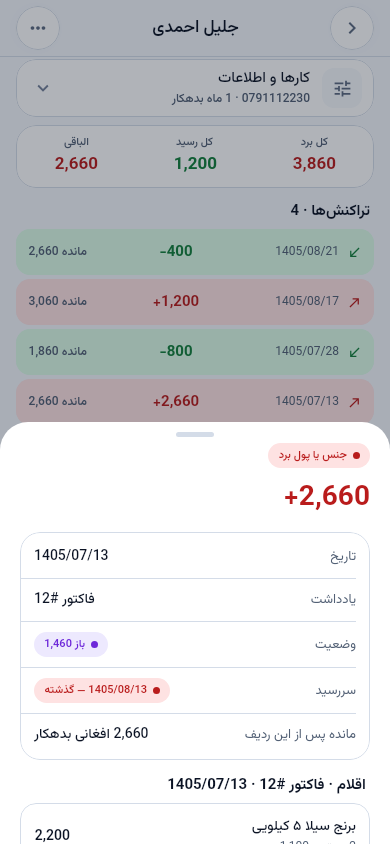 جلیل احمدی
کارها و اطلاعات
0791112230 · 1 ماه بدهکار
کل برد
کل رسید
الباقی
3,860
1,200
2,660
تراکنش‌ها · 4
1405/08/21 −400 مانده 2,660
1405/08/17 +1,200 مانده 3,060
1405/07/28 −800 مانده 1,860
1405/07/13 +2,660 مانده 2,660
جنس یا پول برد
+2,660
تاریخ 1405/07/13
یادداشت فاکتور #12
وضعیت باز 1,460
سررسید 1405/08/13 — گذشته
مانده پس از این ردیف 2,660 افغانی بدهکار
اقلام · فاکتور #12 · 1405/07/13
برنج سیلا ۵ کیلویی 2,200